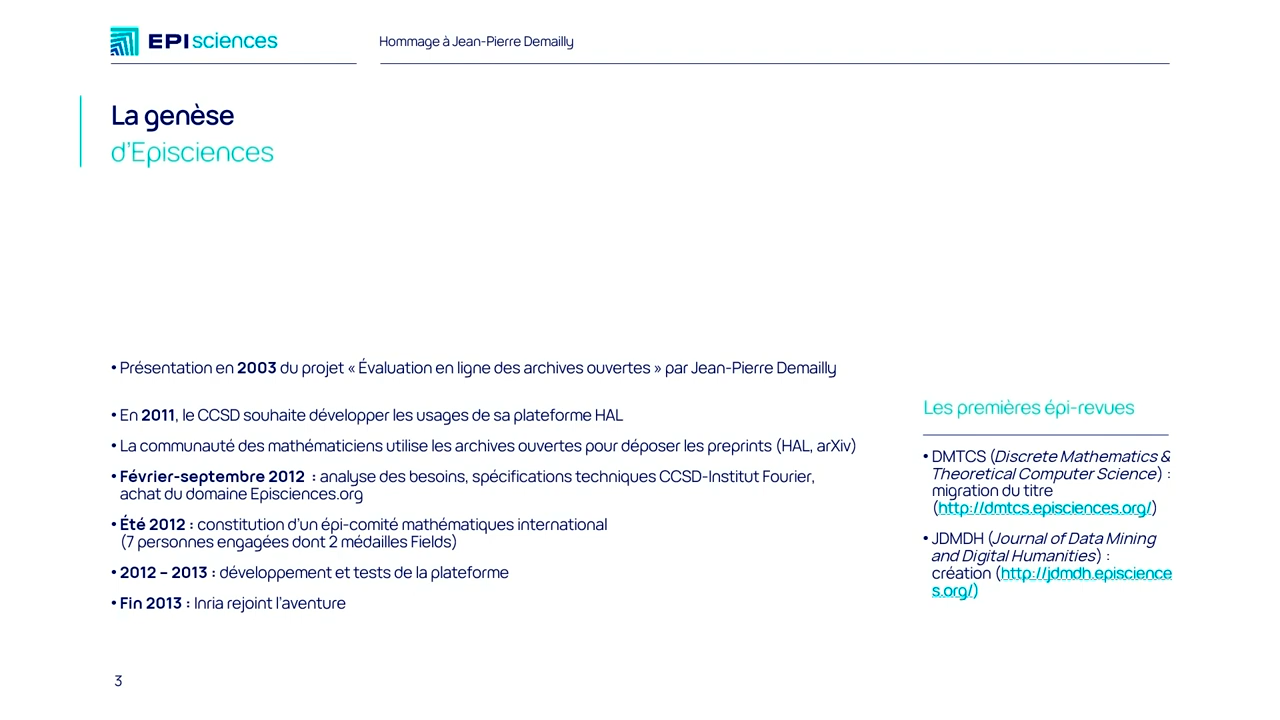 EPIsciences
Hommage à Jean-Pierre Demailly
La genèse
d'Episciences
• Présentation en 2003 du projet « Évaluation en ligne des archives ouvertes » par Jean-Pierre Demailly
• En 2011, le CCSD souhaite développer les usages de sa plateforme HAL
• La communauté des mathématiciens utilise les archives ouvertes pour déposer les preprints (HAL, arXiv)
• Février-septembre 2012 : analyse des besoins, spécifications techniques CCSD-Institut Fourier,
achat du domaine Episciences.org
• Été 2012 : constitution d'un épi-comité mathématiques international
(7 personnes engagées dont 2 médailles Fields)
• 2012 – 2013 : développement et tests de la plateforme
• Fin 2013 : Inria rejoint l'aventure
Les premières épi-revues
• DMTCS (Discrete Mathematics &
Theoretical Computer Science) :
migration du titre
(http://dmtcs.episciences.org/)
• JDMDH (Journal of Data Mining
and Digital Humanities) :
création (http://jdmdh.episcience
s.org/)
3